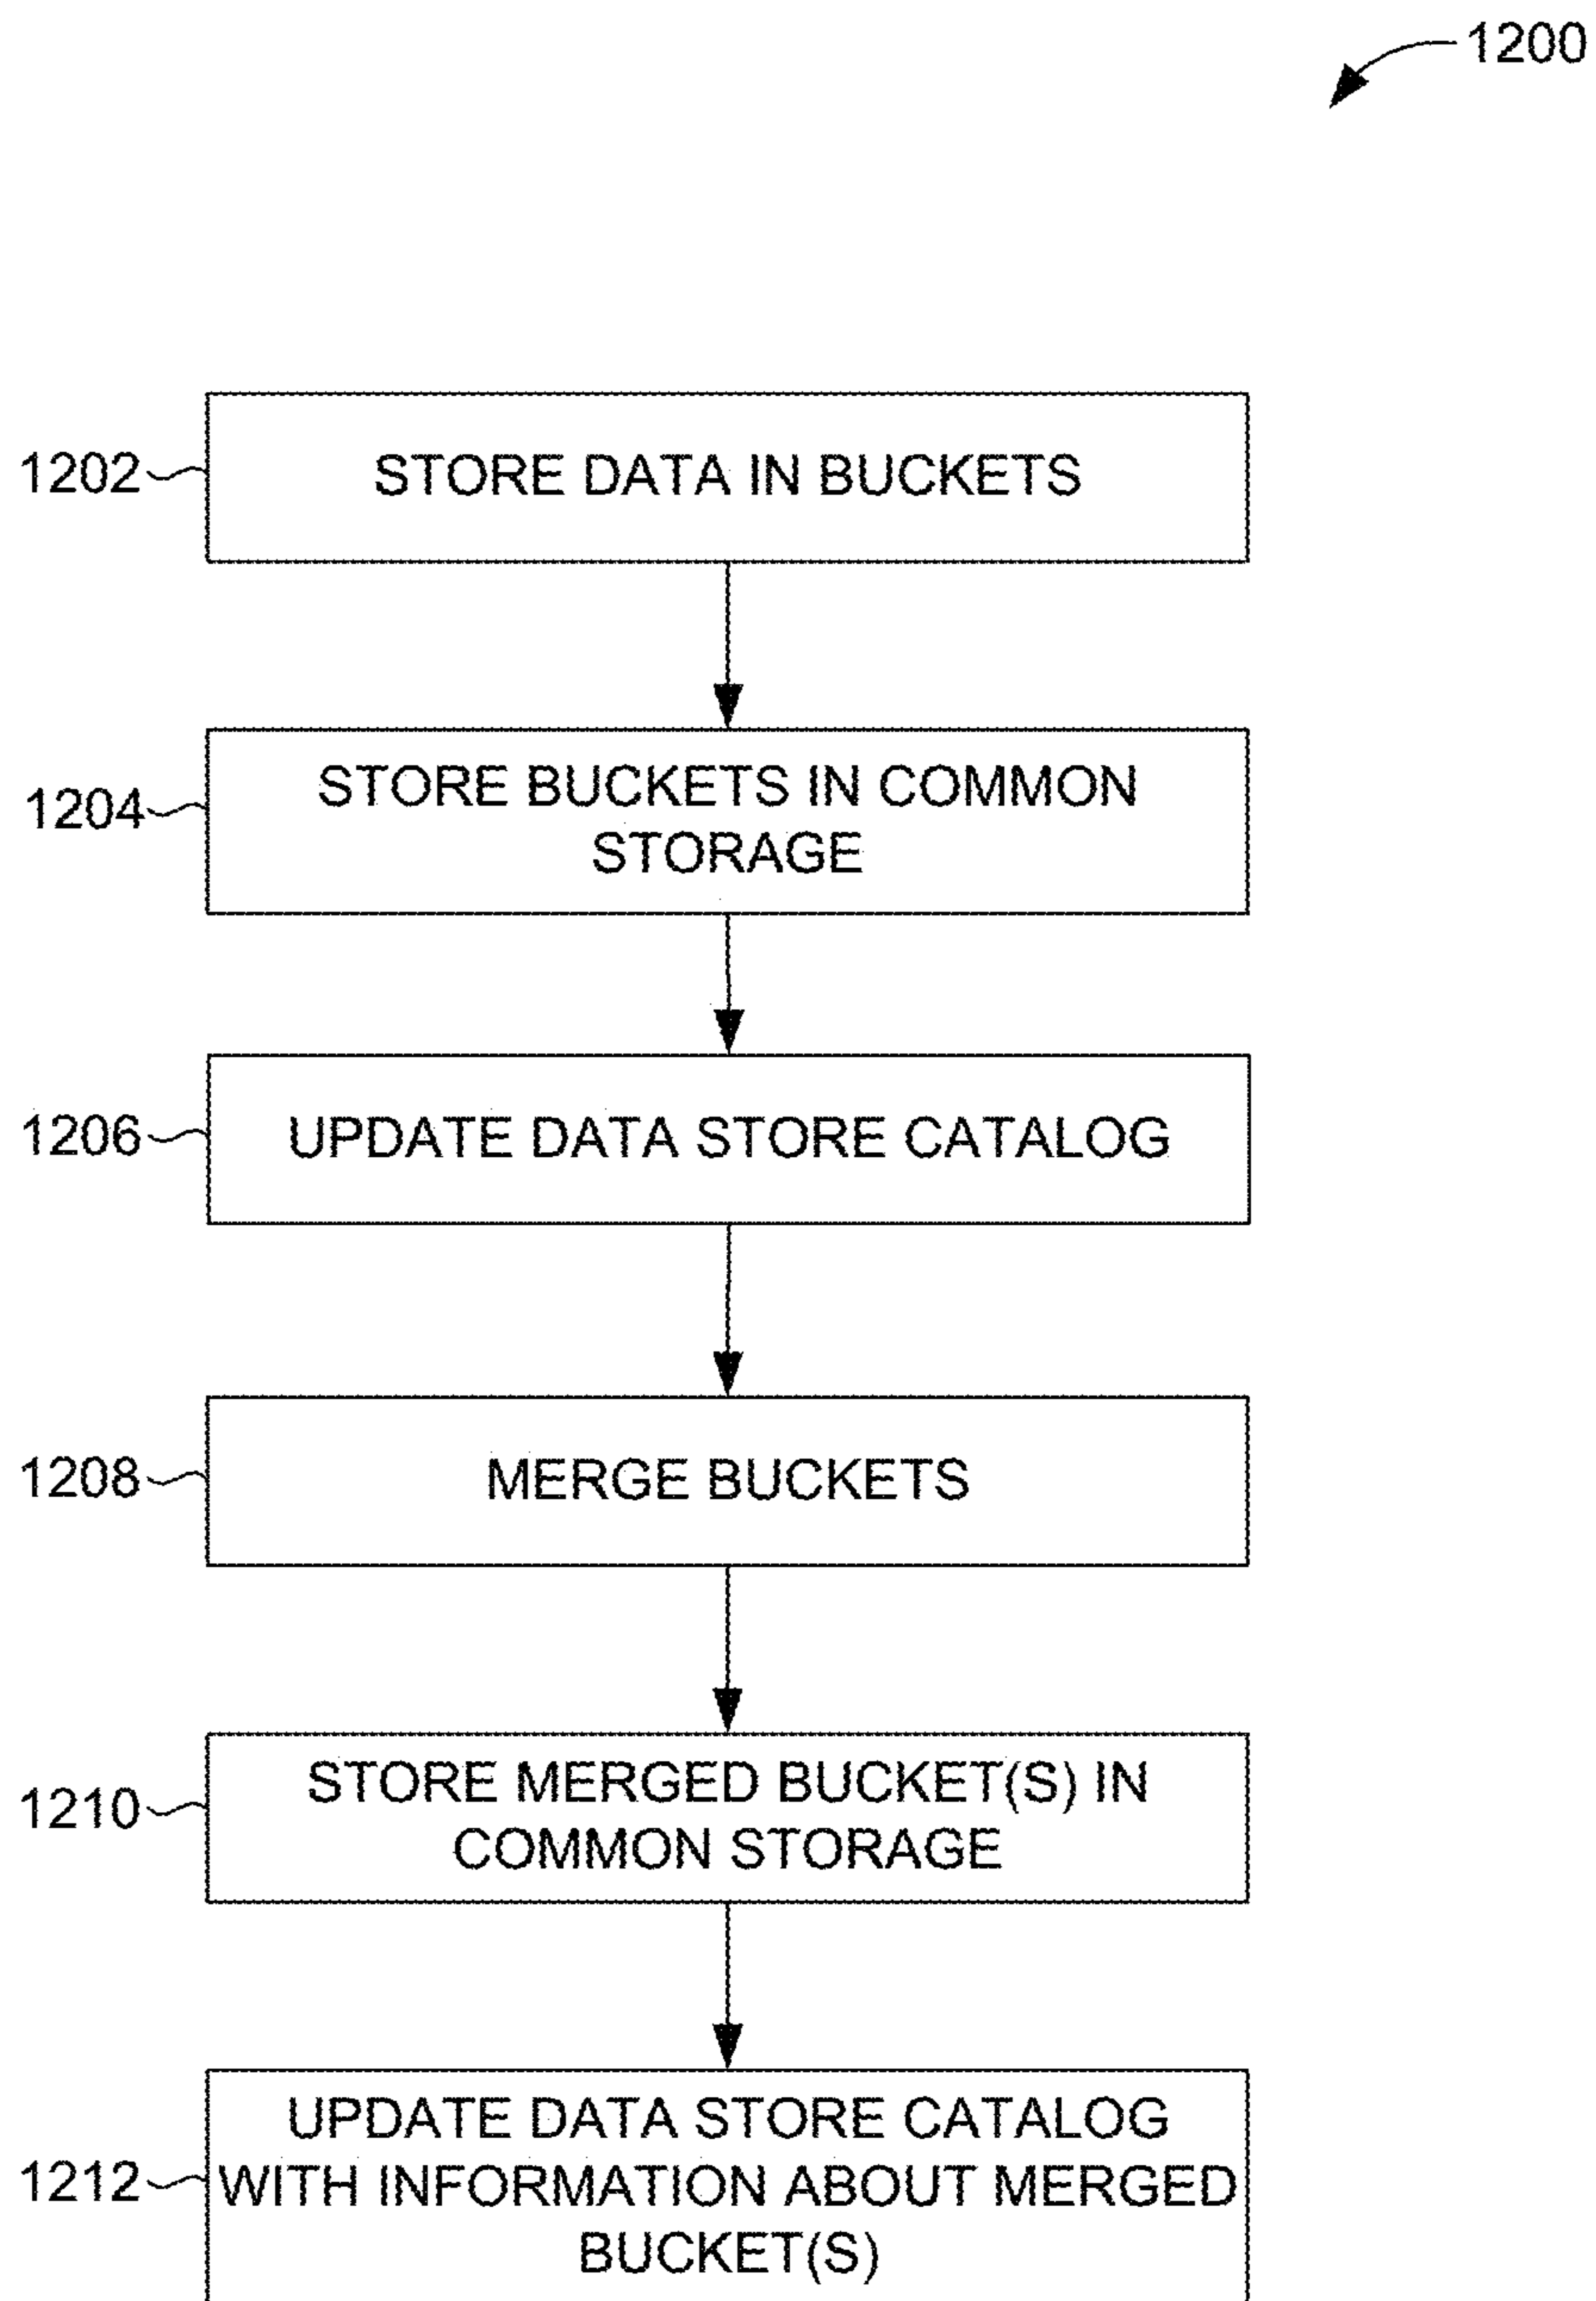 1200
1202
STORE DATA IN BUCKETS
1204
STORE BUCKETS IN COMMON
STORAGE
1206
UPDATE DATA STORE CATALOG
1208
MERGE BUCKETS
1210
STORE MERGED BUCKET(S) IN
COMMON STORAGE
1212
UPDATE DATA STORE CATALOG
WITH INFORMATION ABOUT MERGED
BUCKET(S)